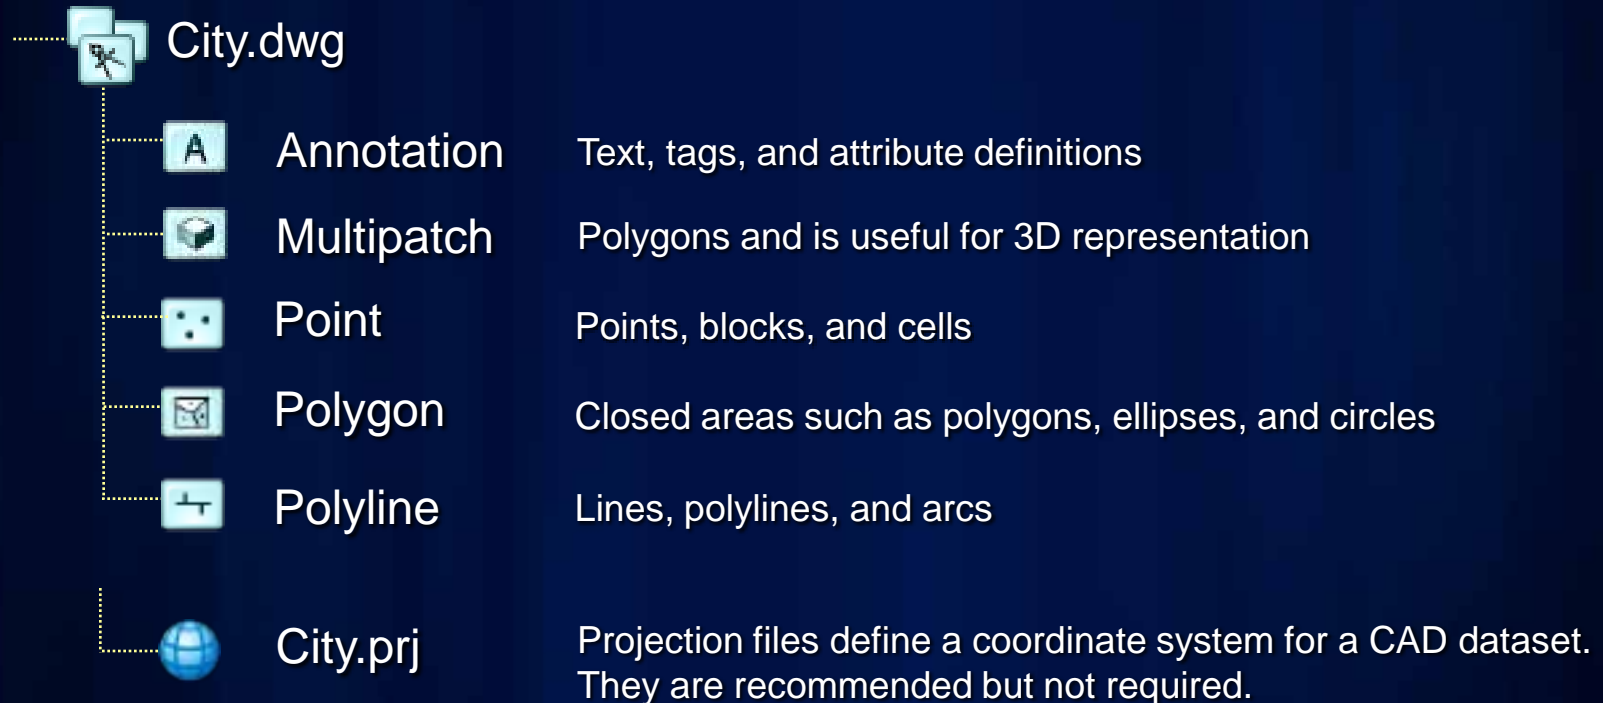 City.dwg
A Annotation Text, tags, and attribute definitions
Multipatch Polygons and is useful for 3D representation
Point Points, blocks, and cells
Polygon Closed areas such as polygons, ellipses, and circles
Polyline Lines, polylines, and arcs
City.prj Projection files define a coordinate system for a CAD dataset.
They are recommended but not required.